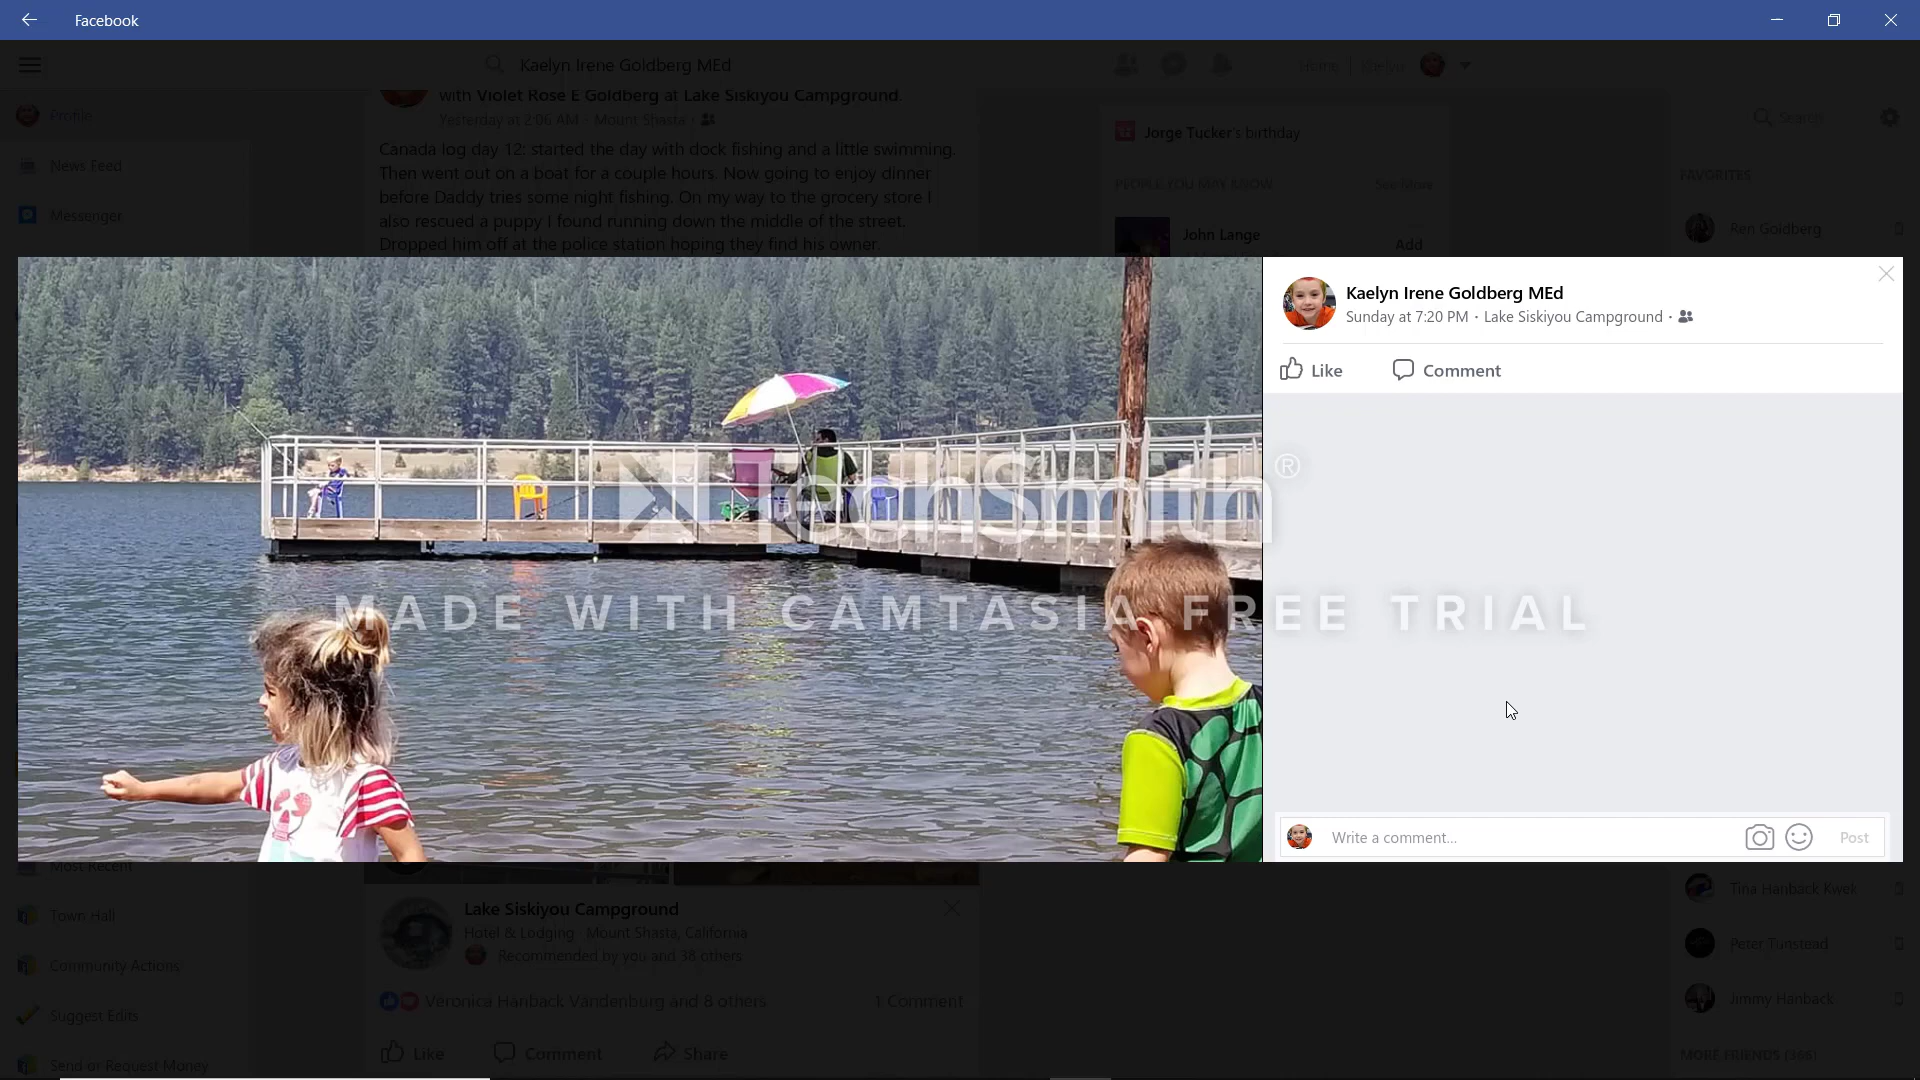 Facebook
Kaelyn Irene Goldberg MEd
Home
Kaelyn
with Violet Rose E Goldberg at Lake Siskiyou Campground.
Yesterday at 2:06 AM · Mount Shasta ·
Canada log day 12: started the day with dock fishing and a little swimming.
Then went out on a boat for a couple hours. Now going to enjoy dinner
before Daddy tries some night fishing. On my way to the grocery store I
also rescued a puppy I found running down the middle of the street.
Dropped him off at the police station hoping they find his owner.
Profile
News Feed
Messenger
Jorge Tucker's birthday
PEOPLE YOU MAY KNOW
See More
John Lange
Add
Search
FAVORITES
Ren Goldberg
Kaelyn Irene Goldberg MEd
Sunday at 7:20 PM · Lake Siskiyou Campground ·
Like
Comment
TechSmith®
MADE WITH CAMTASIA FREE TRIAL
Write a comment...
Post
Most Recent
Town Hall
Community Actions
Suggest Edits
Send or Request Money
Lake Siskiyou Campground
Hotel & Lodging · Mount Shasta, California
Recommended by you and 38 others
Veronica Hanback Vandenburg and 8 others
1 Comment
Like
Comment
Share
Tina Hanback Kwek
Peter Tunstead
Jimmy Hanback
MORE FRIENDS (366)